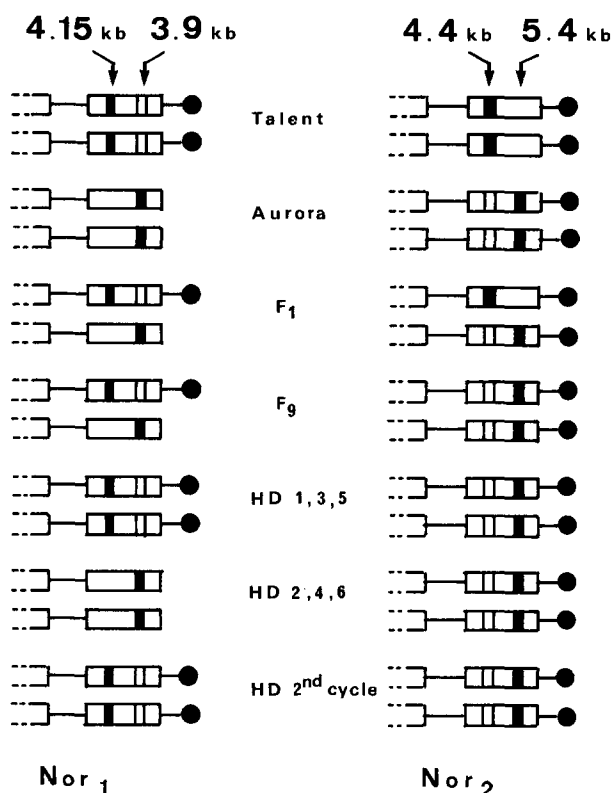 4.15 kb 3.9 kb 4.4 kb 5.4 kb
Talent
Aurora
F1
F9
HD 1,3,5
HD 2,4,6
HD 2nd cycle
Nor 1 Nor 2